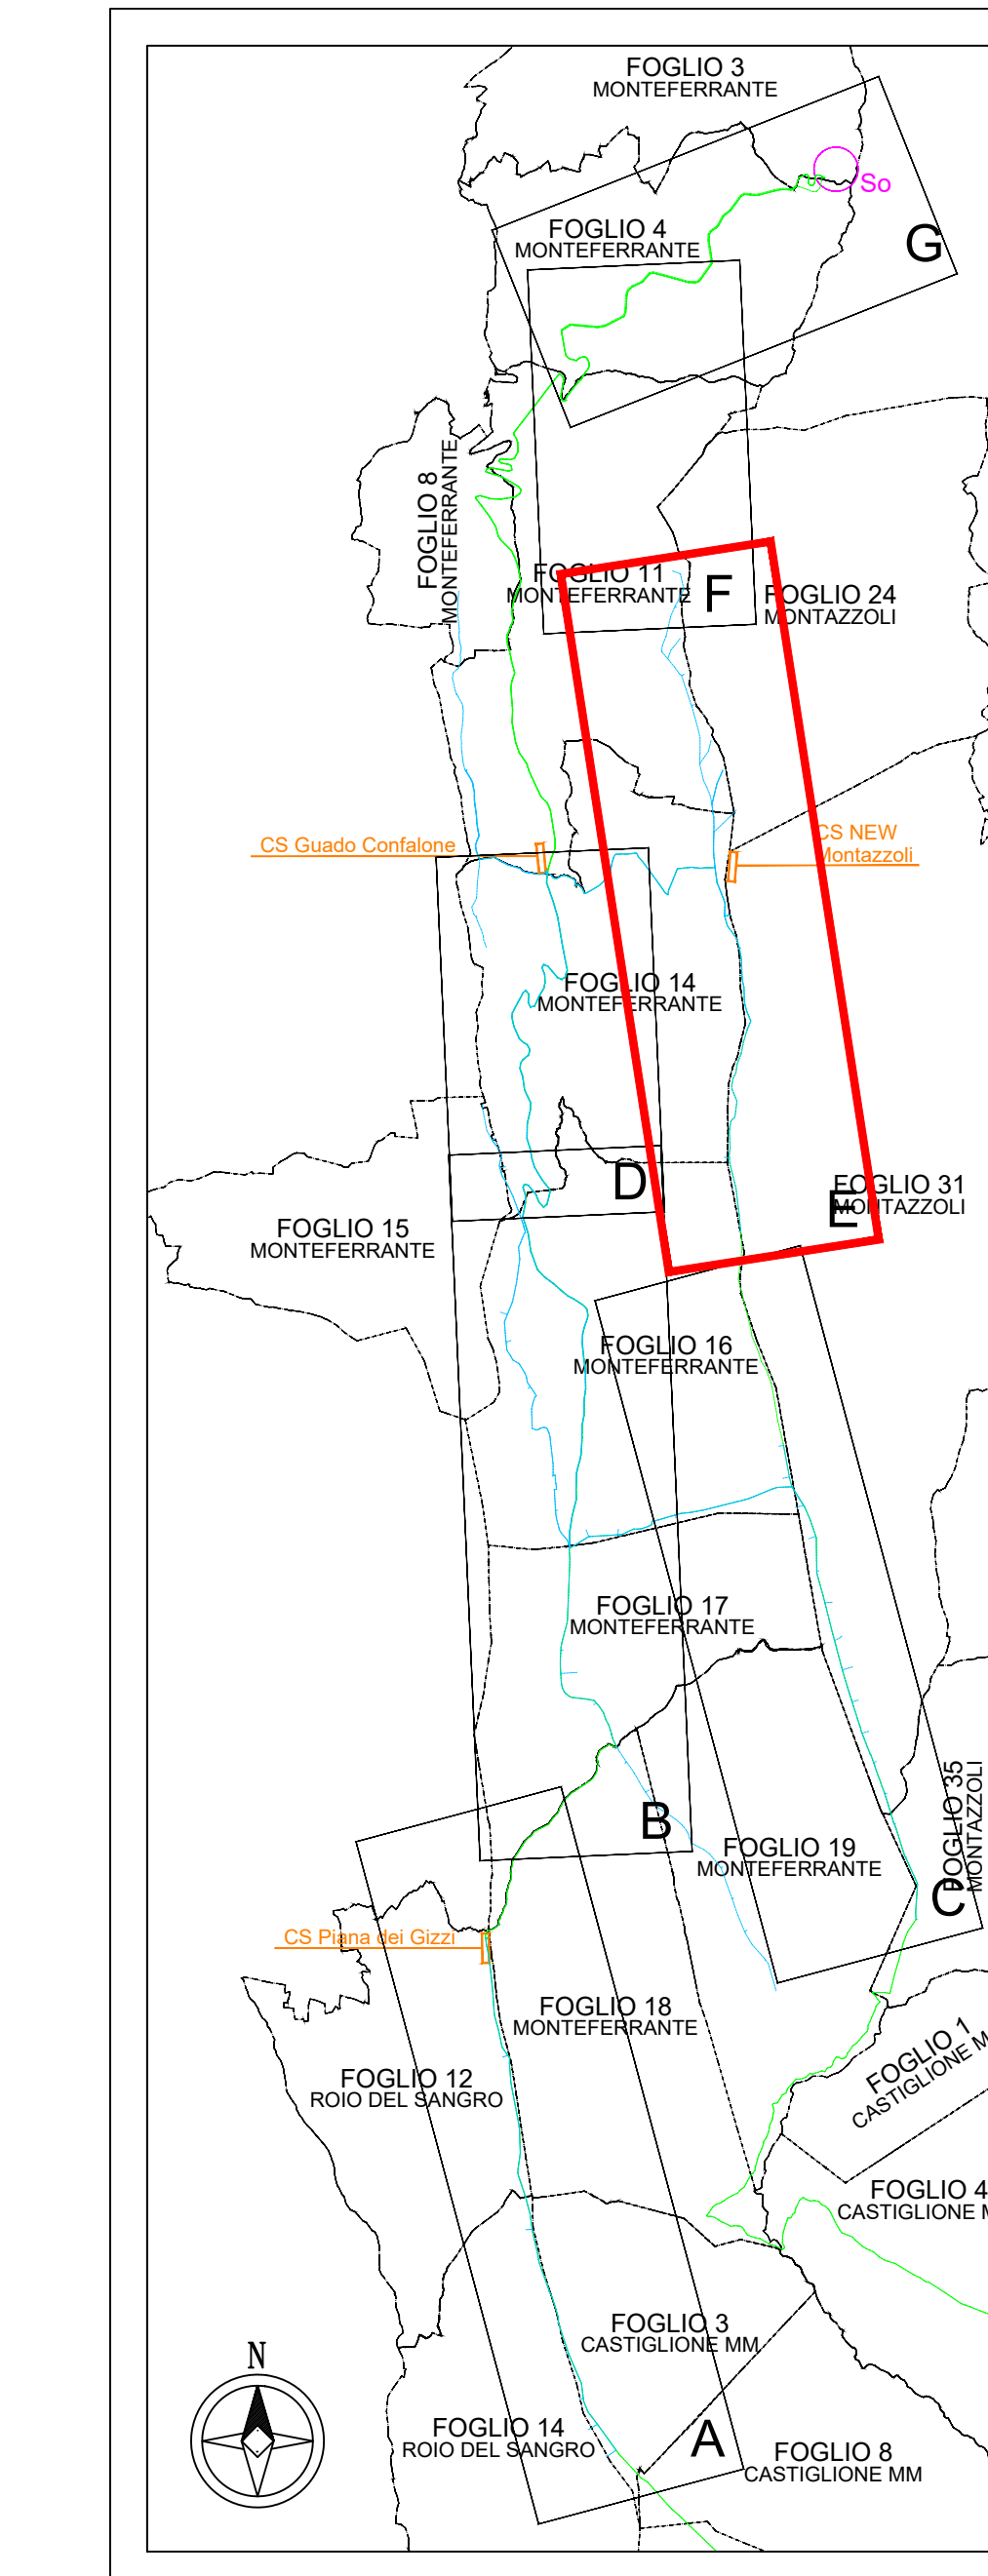 FOGLIO 3
MONTEFERRANTE
So
FOGLIO 4
MONTEFERRANTE
G
FOGLIO 8
MONTEFERRANTE
FOGLIO 11
MONTEFERRANTE
F
FOGLIO 24
MONTAZZOLI
CS Guado Confalone
CS NEW
Montazzoli
FOGLIO 14
MONTEFERRANTE
D
FOGLIO 31
MONTAZZOLI
E
FOGLIO 15
MONTEFERRANTE
FOGLIO 16
MONTEFERRANTE
FOGLIO 17
MONTEFERRANTE
FOGLIO 35
MONTAZZOLI
B
FOGLIO 19
MONTEFERRANTE
C
CS Piana dei Gizzi
FOGLIO 18
MONTEFERRANTE
FOGLIO 1
CASTIGLIONE M
FOGLIO 12
ROIO DEL SANGRO
FOGLIO 4
CASTIGLIONE M
FOGLIO 3
CASTIGLIONE MM
N
FOGLIO 14
ROIO DEL SANGRO
A
FOGLIO 8
CASTIGLIONE MM